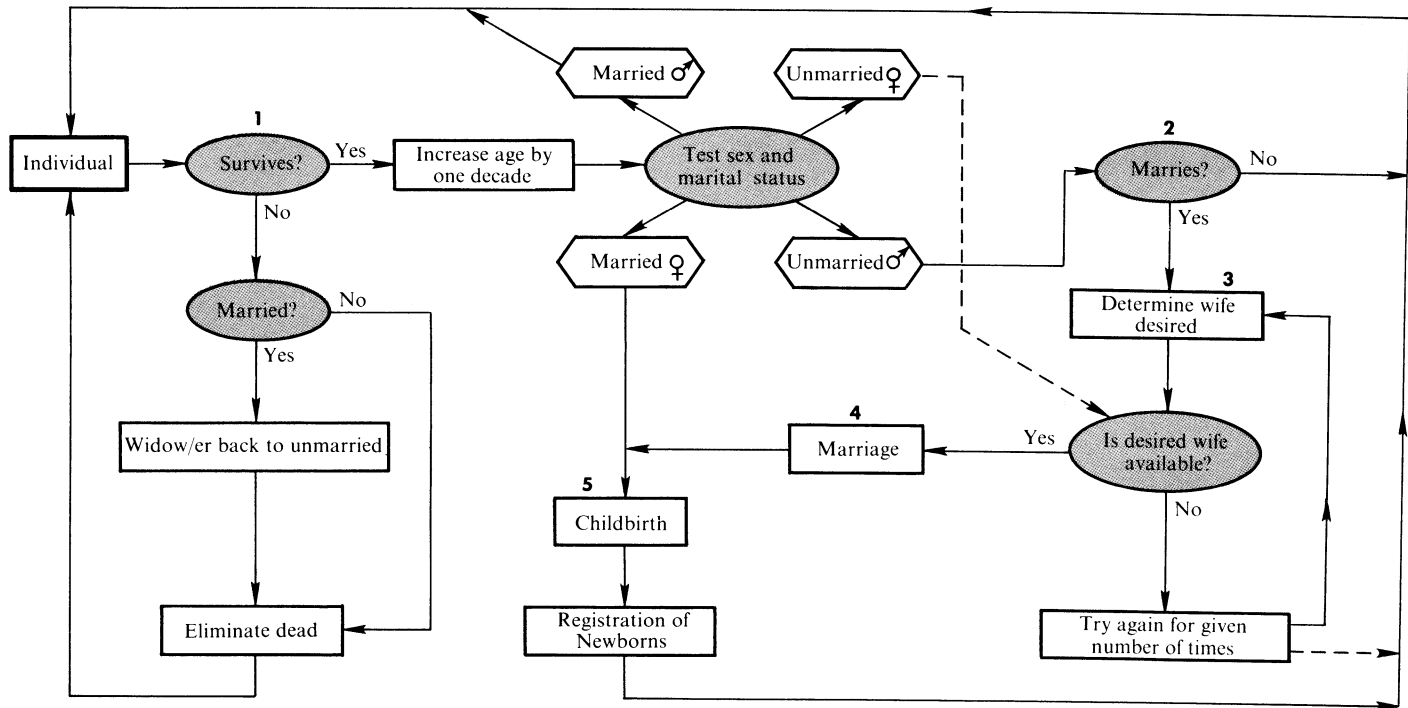 Married ♂
Unmarried ♀
1
2
Individual
Survives?
Yes
Increase age by
one decade
Test sex and
marital status
Marries?
No
No
Yes
Married ♀
Unmarried ♂
3
Determine wife
desired
Married?
No
Yes
4
Widow/er back to unmarried
Marriage
Yes
Is desired wife
available?
5
Childbirth
No
Eliminate dead
Registration of
Newborns
Try again for given
number of times